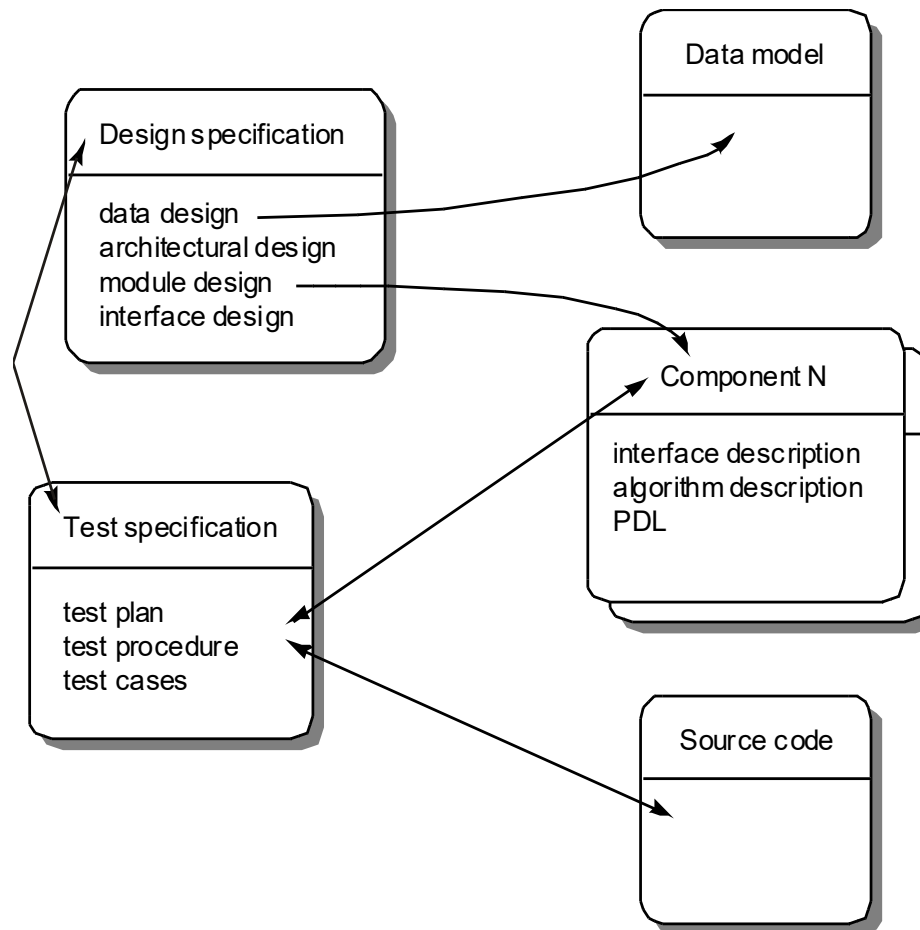 Data model
Design specification
data design
architectural design
module design
interface design
Component N
interface description
algorithm description
PDL
Test specification
test plan
test procedure
test cases
Source code